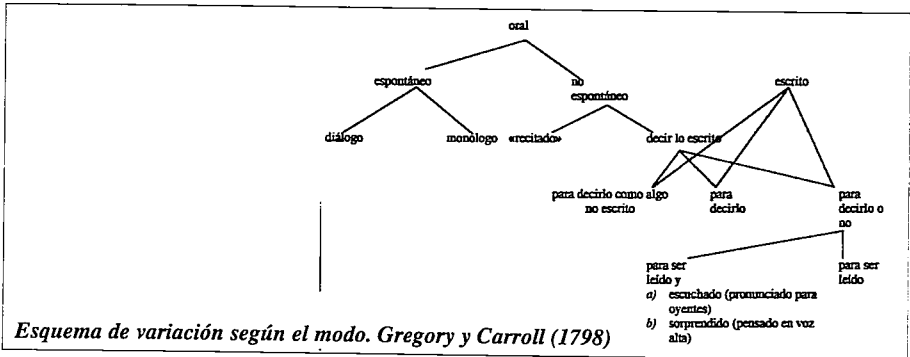 oral
espontáneo
no
espontáneo
escrito
diálogo
monólogo
«recitado»
decir lo escrito
para decirlo como algo
no escrito
para
decirlo
para
decirlo o
no
para ser
leído y
a) escuchado (pronunciado para
oyentes)
b) sorprendido (pensado en voz
alta)
para ser
leído
Esquema de variación según el modo. Gregory y Carroll (1798)